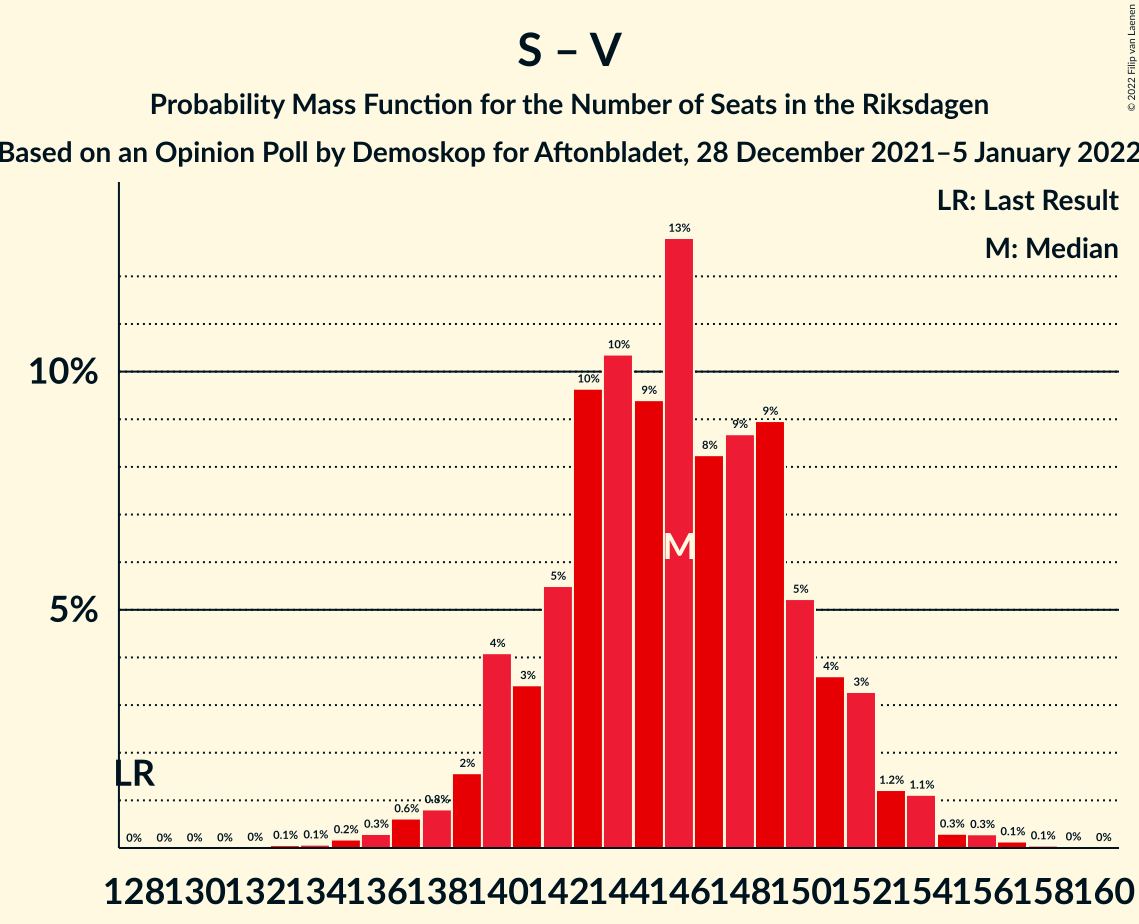 © 2022 Filip van Laenen
S – V
Probability Mass Function for the Number of Seats in the Riksdagen
Based on an Opinion Poll by Demoskop for Aftonbladet, 28 December 2021–5 January 2022
LR: Last Result
M: Median
10%
5%
0% 0% 0% 0% 0% 0.1% 0.1% 0.2% 0.3% 0.6% 0.8% 2% 4% 3% 5% 10% 10% 9% 13% 8% 9% 9% 5% 4% 3% 1.2% 1.1% 0.3% 0.3% 0.1% 0.1% 0% 0%
M
LR
128 130 132 134 136 138 140 142 144 146 148 150 152 154 156 158 160